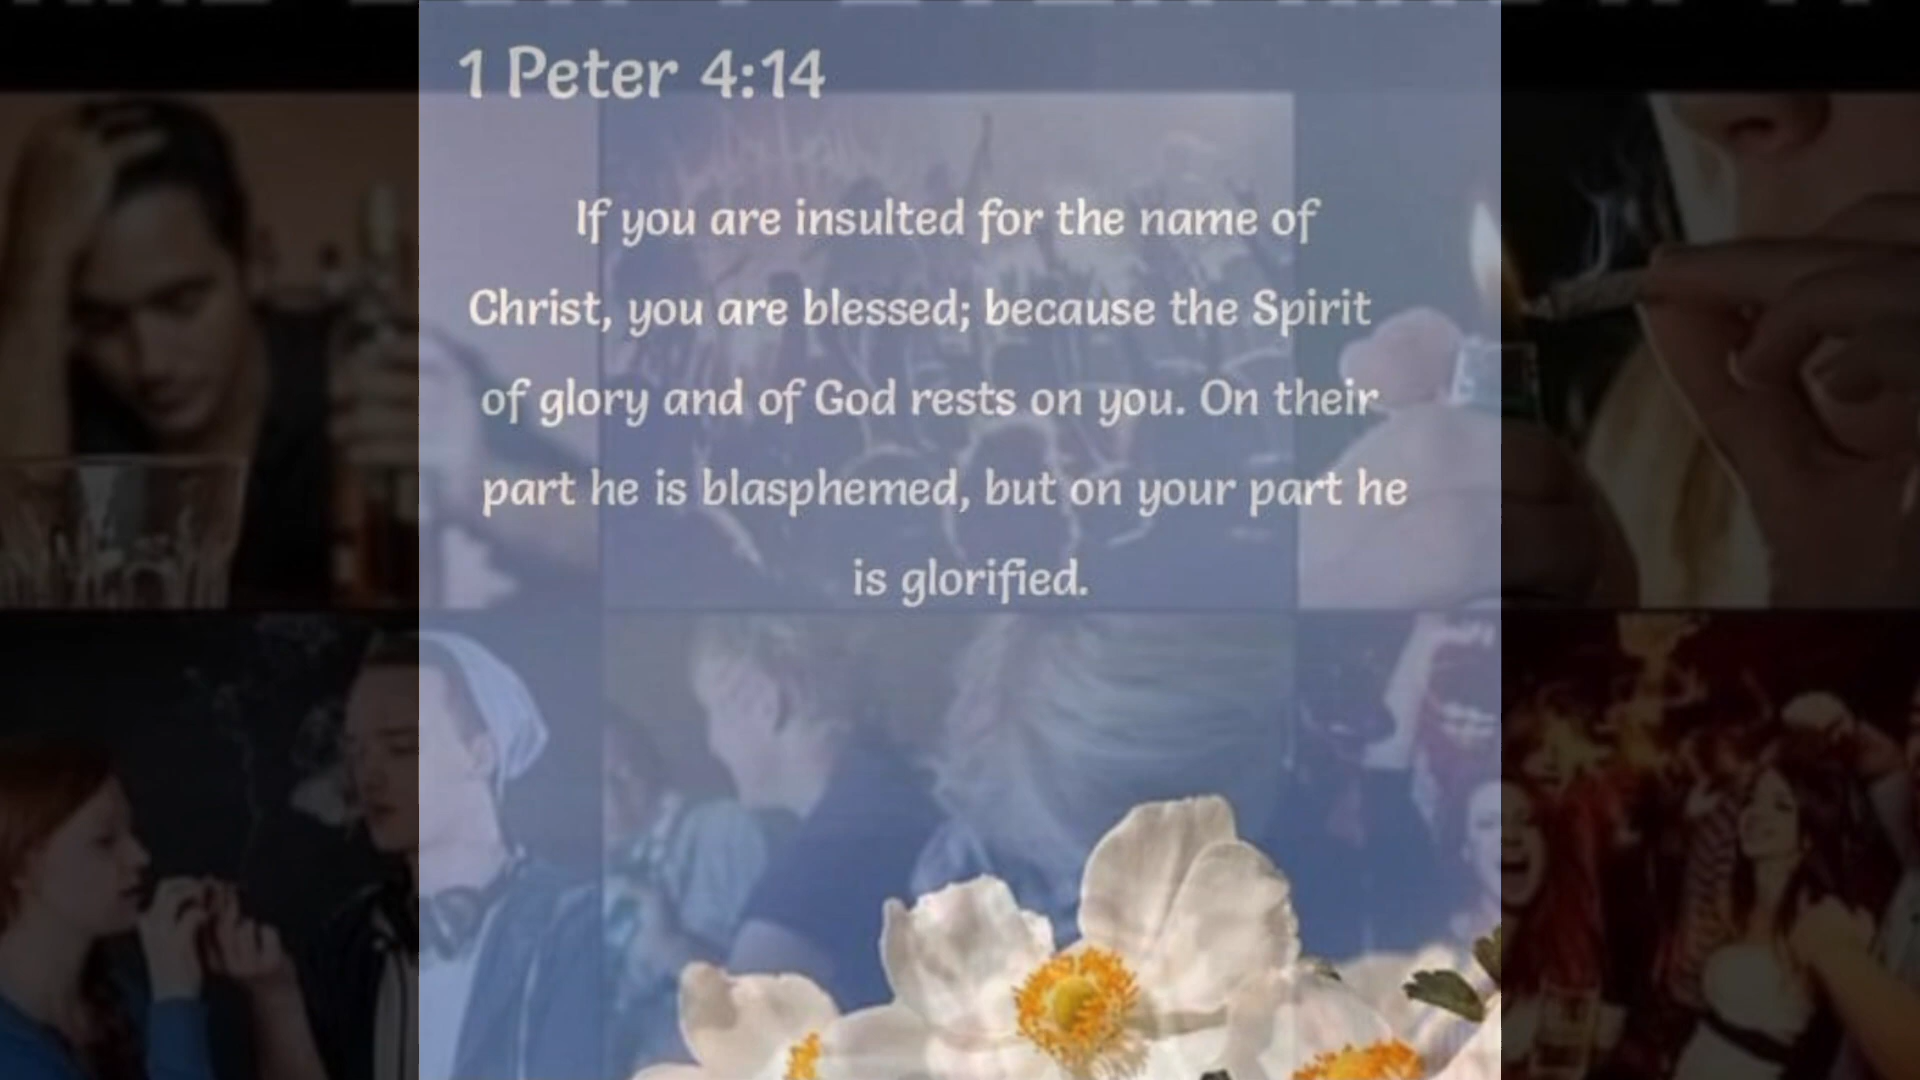 1 Peter 4:14
If you are insulted for the name of
Christ, you are blessed; because the Spirit
of glory and of God rests on you. On their
part he is blasphemed, but on your part he
is glorified.